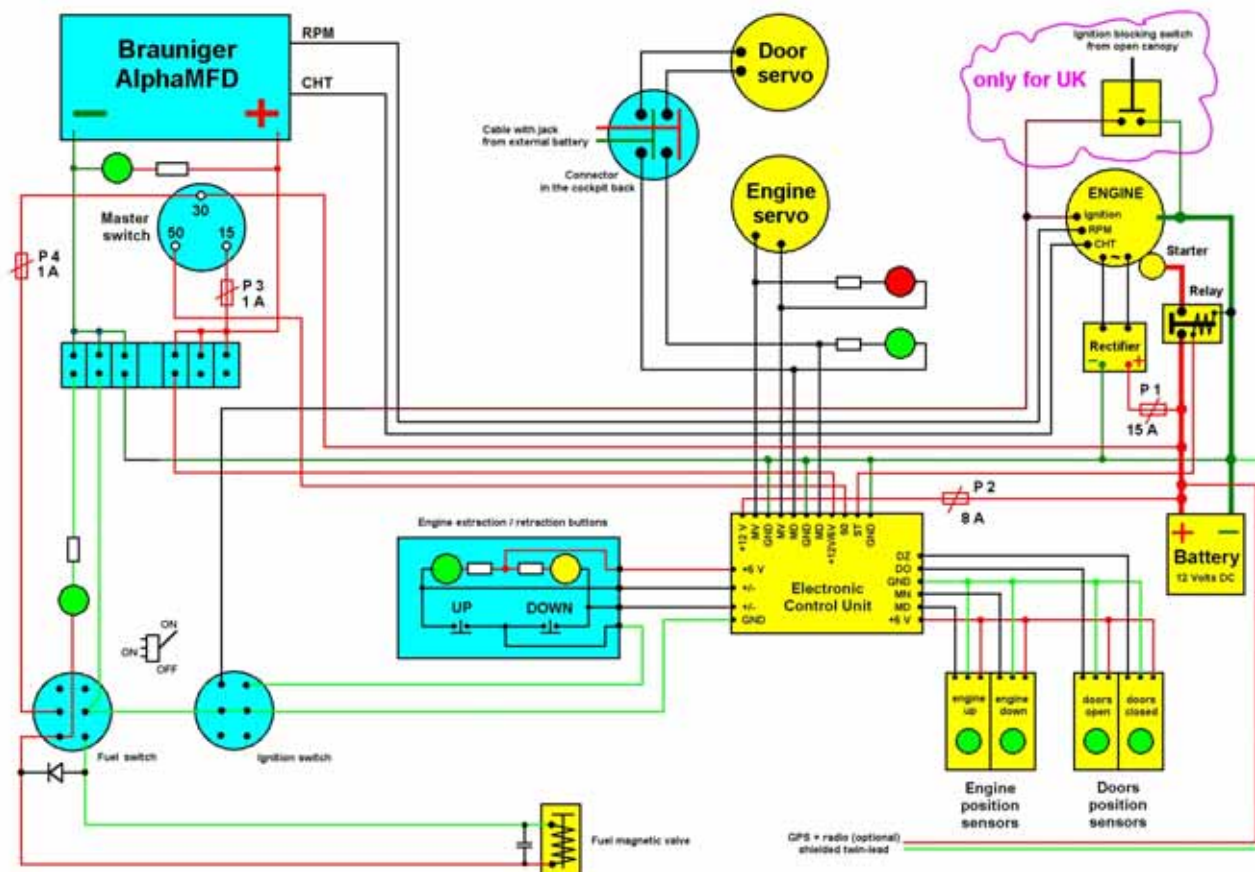 Brauniger
AlphaMFD
RPM
CHT
Door
servo
Cable with jack
from external battery
Connector
in the cockpit back
Engine
servo
Ignition blocking switch
from open canopy
only for UK
ENGINE
Ignition
RPM
CHT
~
Starter
Relay
Rectifier
-
+
P 1
15 A
Master
switch
30
50
15
P 4
1 A
P 3
1 A
P 2
8 A
+
-
Battery
12 Volts DC
Engine extraction / retraction buttons
UP
DOWN
+12 V
MV
GND
MV
MD
GND
MD
+12V/6V
50
ST
GND
+6 V
+/-
+/-
GND
Electronic
Control Unit
DZ
DO
GND
MN
MD
+6 V
ON
ON
OFF
Fuel switch
Ignition switch
engine
up
engine
down
doors
open
doors
closed
Engine
position
sensors
Doors
position
sensors
Fuel magnetic valve
GPS + radio (optional)
shielded twin-lead